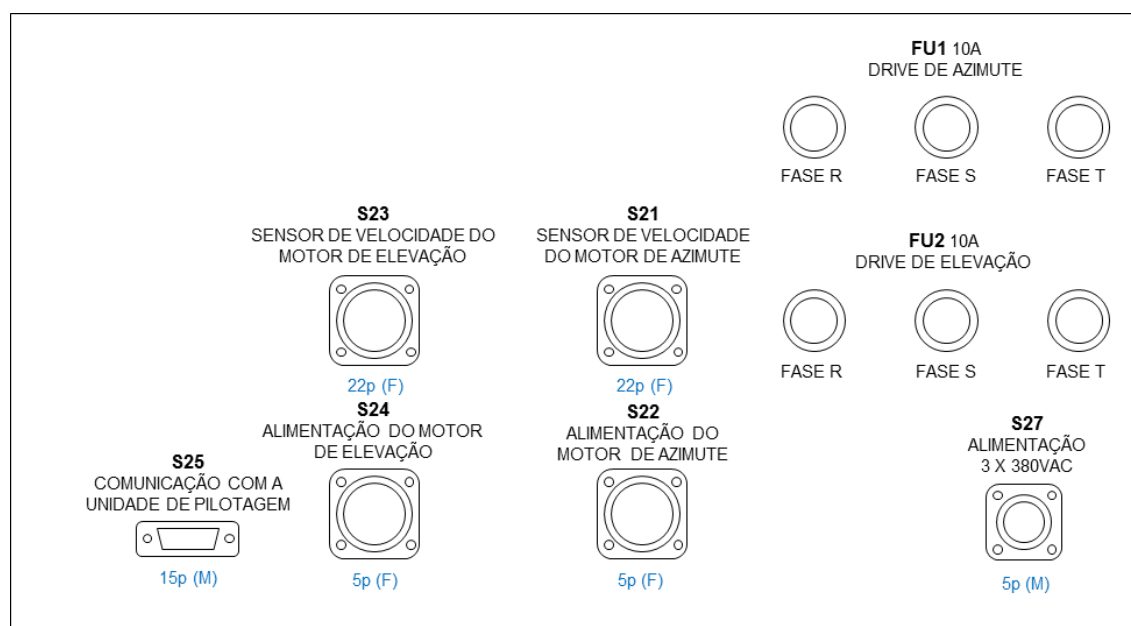 FU1 10A
DRIVE DE AZIMUTE
FASE R
FASE S
FASE T
S23
SENSOR DE VELOCIDADE DO
MOTOR DE ELEVAÇÃO
22p (F)
S21
SENSOR DE VELOCIDADE
DO MOTOR DE AZIMUTE
22p (F)
FU2 10A
DRIVE DE ELEVAÇÃO
FASE R
FASE S
FASE T
S24
ALIMENTAÇÃO DO MOTOR
DE ELEVAÇÃO
5p (F)
S22
ALIMENTAÇÃO DO
MOTOR DE AZIMUTE
5p (F)
S27
ALIMENTAÇÃO
3 X 380VAC
5p (M)
S25
COMUNICAÇÃO COM A
UNIDADE DE PILOTAGEM
15p (M)